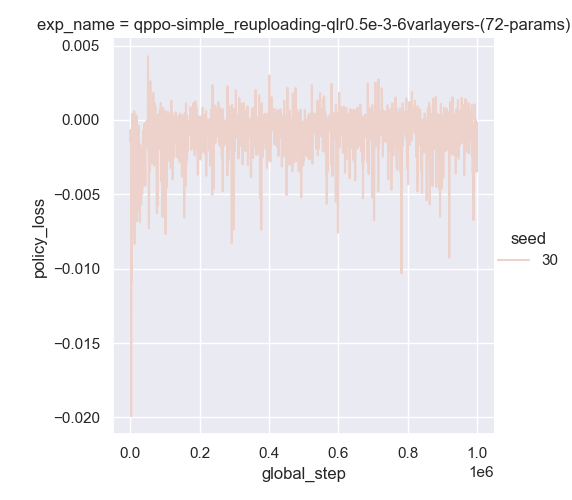 exp_name = qppo-simple_reuploading-qlr0.5e-3-6varlayers-(72-params)
0.005
0.000
−0.005
−0.010
−0.015
−0.020
policy_loss
0.0
0.2
0.4
0.6
0.8
1.0
1e6
global_step
seed
30